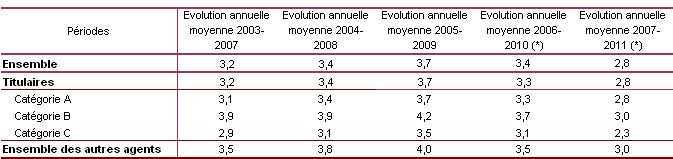 Périodes Evolution annuelle moyenne 2003-2007 Evolution annuelle moyenne 2004-2008 Evolution annuelle moyenne 2005-2009 Evolution annuelle moyenne 2006-2010 (*) Evolution annuelle moyenne 2007-2011 (*)
Ensemble 3,2 3,4 3,7 3,4 2,8
Titulaires 3,2 3,4 3,7 3,3 2,8
Catégorie A 3,1 3,4 3,7 3,3 2,8
Catégorie B 3,9 3,9 4,2 3,7 3,0
Catégorie C 2,9 3,1 3,5 3,1 2,3
Ensemble des autres agents 3,5 3,8 4,0 3,5 3,0